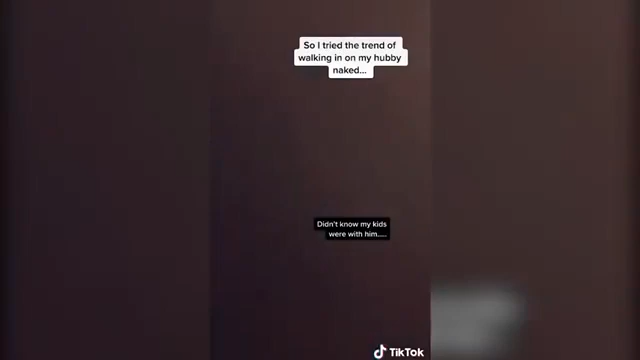 So I tried the trend of
walking in on my hubby
naked...
Didn't know my kids
were with him.....
TikTok